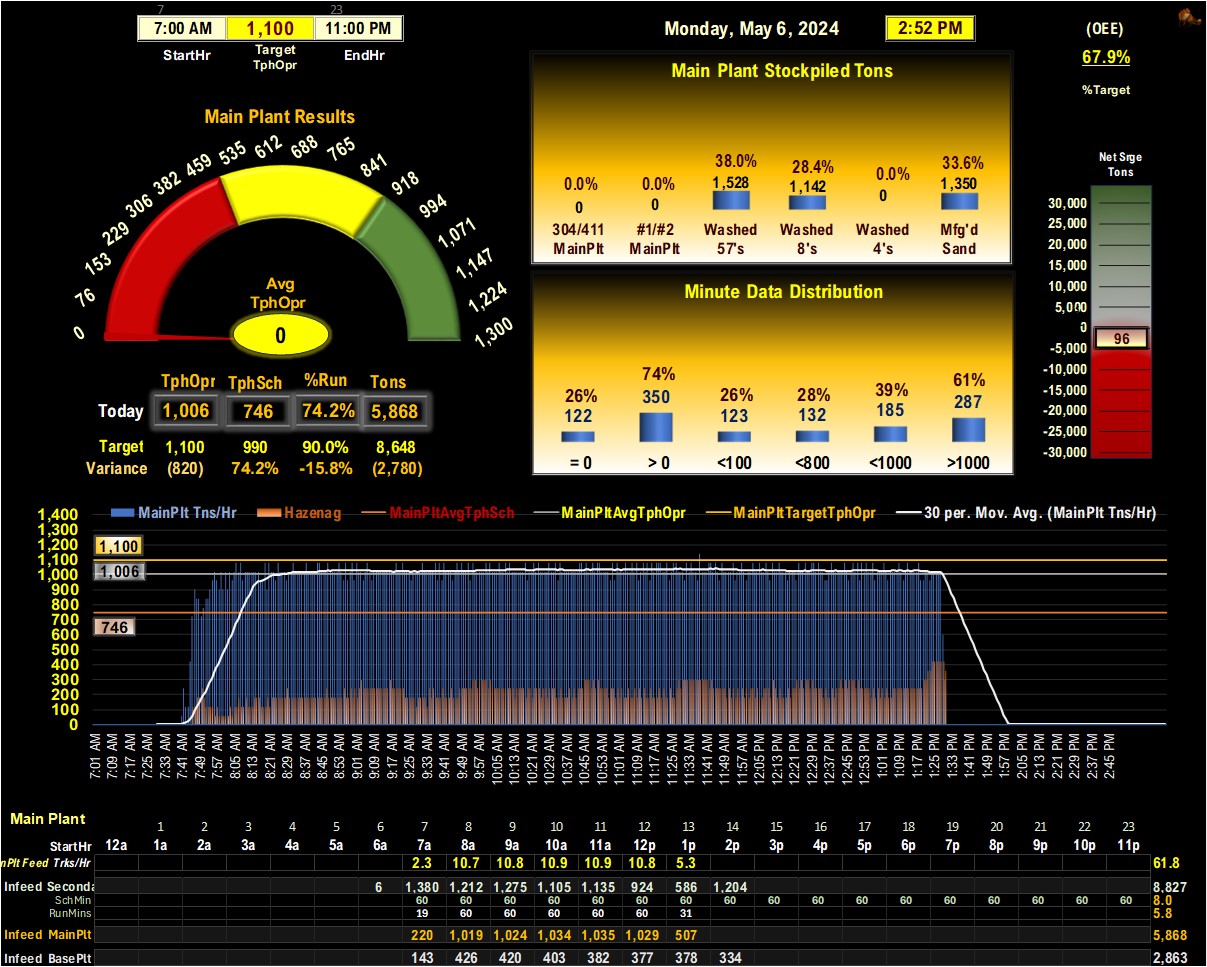 7 23
7:00 AM 1,100 11:00 PM
StartHr Target TphOpr EndHr
Monday, May 6, 2024 2:52 PM
(OEE)
67.9%
%Target
Main Plant Results
0 76 153 229 306 382 459 535 612 688 765 841 918 994 1,071 1,147 1,224 1,300
Avg
TphOpr
0
TphOpr TphSch %Run Tons
Today 1,006 746 74.2% 5,868
Target 1,100 990 90.0% 8,648
Variance (820) 74.2% -15.8% (2,780)
Main Plant Stockpiled Tons
0.0% 0.0% 38.0% 28.4% 0.0% 33.6%
0 0 1,528 1,142 0 1,350
304/411 #1/#2 Washed Washed Washed Mfg'd
MainPlt MainPlt 57's 8's 4's Sand
Minute Data Distribution
26% 74% 26% 28% 39% 61%
122 350 123 132 185 287
= 0 > 0 <100 <800 <1000 >1000
Net Srge
Tons
30,000
25,000
20,000
15,000
10,000
5,000
0
96
-5,000
-10,000
-15,000
-20,000
-25,000
-30,000
MainPlt Tns/Hr Hazenag MainPltAvgTphSch MainPltAvgTphOpr MainPltTargetTphOpr 30 per. Mov. Avg. (MainPlt Tns/Hr)
1,400
1,300
1,200
1,100
1,000
900
800
700
600
500
400
300
200
100
0
1,100
1,006
746
7:01 AM 7:09 AM 7:17 AM 7:25 AM 7:33 AM 7:41 AM 7:49 AM 7:57 AM 8:05 AM 8:13 AM 8:21 AM 8:29 AM 8:37 AM 8:45 AM 8:53 AM 9:01 AM 9:09 AM 9:17 AM 9:25 AM 9:33 AM 9:41 AM 9:49 AM 9:57 AM 10:05 AM 10:13 AM 10:21 AM 10:29 AM 10:37 AM 10:45 AM 10:53 AM 11:01 AM 11:09 AM 11:17 AM 11:25 AM 11:33 AM 11:41 AM 11:49 AM 11:57 AM 12:05 PM 12:13 PM 12:21 PM 12:29 PM 12:37 PM 12:45 PM 12:53 PM 1:01 PM 1:09 PM 1:17 PM 1:25 PM 1:33 PM 1:41 PM 1:49 PM 1:57 PM 2:05 PM 2:13 PM 2:21 PM 2:29 PM 2:37 PM 2:45 PM
Main Plant
1 2 3 4 5 6 7 8 9 10 11 12 13 14 15 16 17 18 19 20 21 22 23
StartHr 12a 1a 2a 3a 4a 5a 6a 7a 8a 9a 10a 11a 12p 1p 2p 3p 4p 5p 6p 7p 8p 9p 10p 11p
nPlt Feed Trks/Hr 2.3 10.7 10.8 10.9 10.9 10.8 5.3 61.8
Infeed Seconda 6 1,380 1,212 1,275 1,105 1,135 924 586 1,204 8,827
SchMin 60 60 60 60 60 60 60 60 60 60 60 60 60 60 60 60 60 8.0
RunMins 19 60 60 60 60 60 31 5.8
Infeed MainPlt 220 1,019 1,024 1,034 1,035 1,029 507 5,868
Infeed BasePlt 143 426 420 403 382 377 378 334 2,863